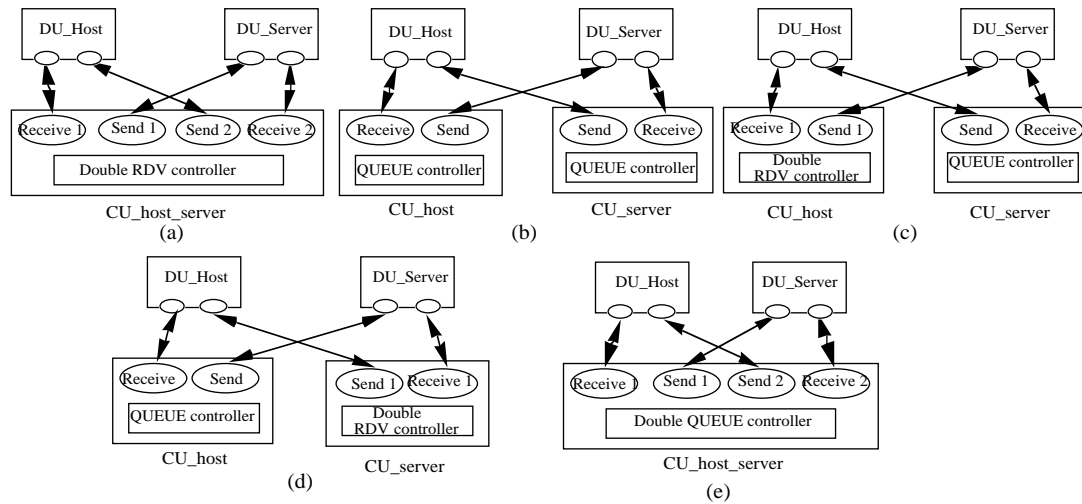 DU_Host
DU_Server
Receive 1
Send 1
Send 2
Receive 2
Double RDV controller
CU_host_server
(a)
DU_Host
DU_Server
Receive
Send
QUEUE controller
CU_host
Send
Receive
QUEUE controller
CU_server
(b)
DU_Host
DU_Server
Receive 1
Send 1
Double
RDV controller
CU_host
Send
Receive
QUEUE controller
CU_server
(c)
DU_Host
DU_Server
Receive
Send
QUEUE controller
CU_host
Send 1
Receive 1
Double
RDV controller
CU_server
(d)
DU_Host
DU_Server
Receive 1
Send 1
Send 2
Receive 2
Double QUEUE controller
CU_host_server
(e)